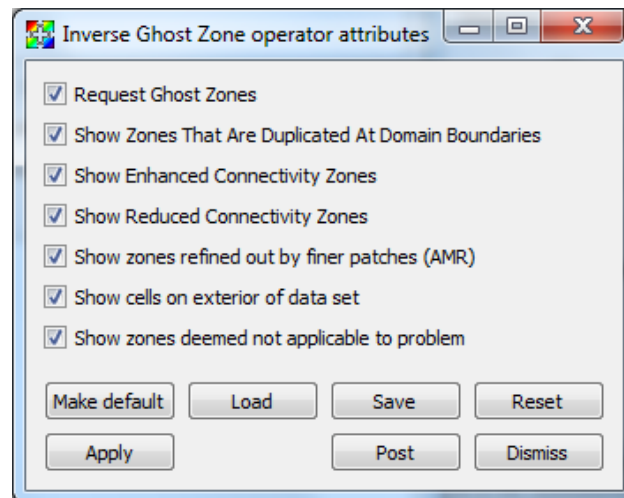 Inverse Ghost Zone operator attributes
Request Ghost Zones
Show Zones That Are Duplicated At Domain Boundaries
Show Enhanced Connectivity Zones
Show Reduced Connectivity Zones
Show zones refined out by finer patches (AMR)
Show cells on exterior of data set
Show zones deemed not applicable to problem
Make default Load Save Reset
Apply Post Dismiss